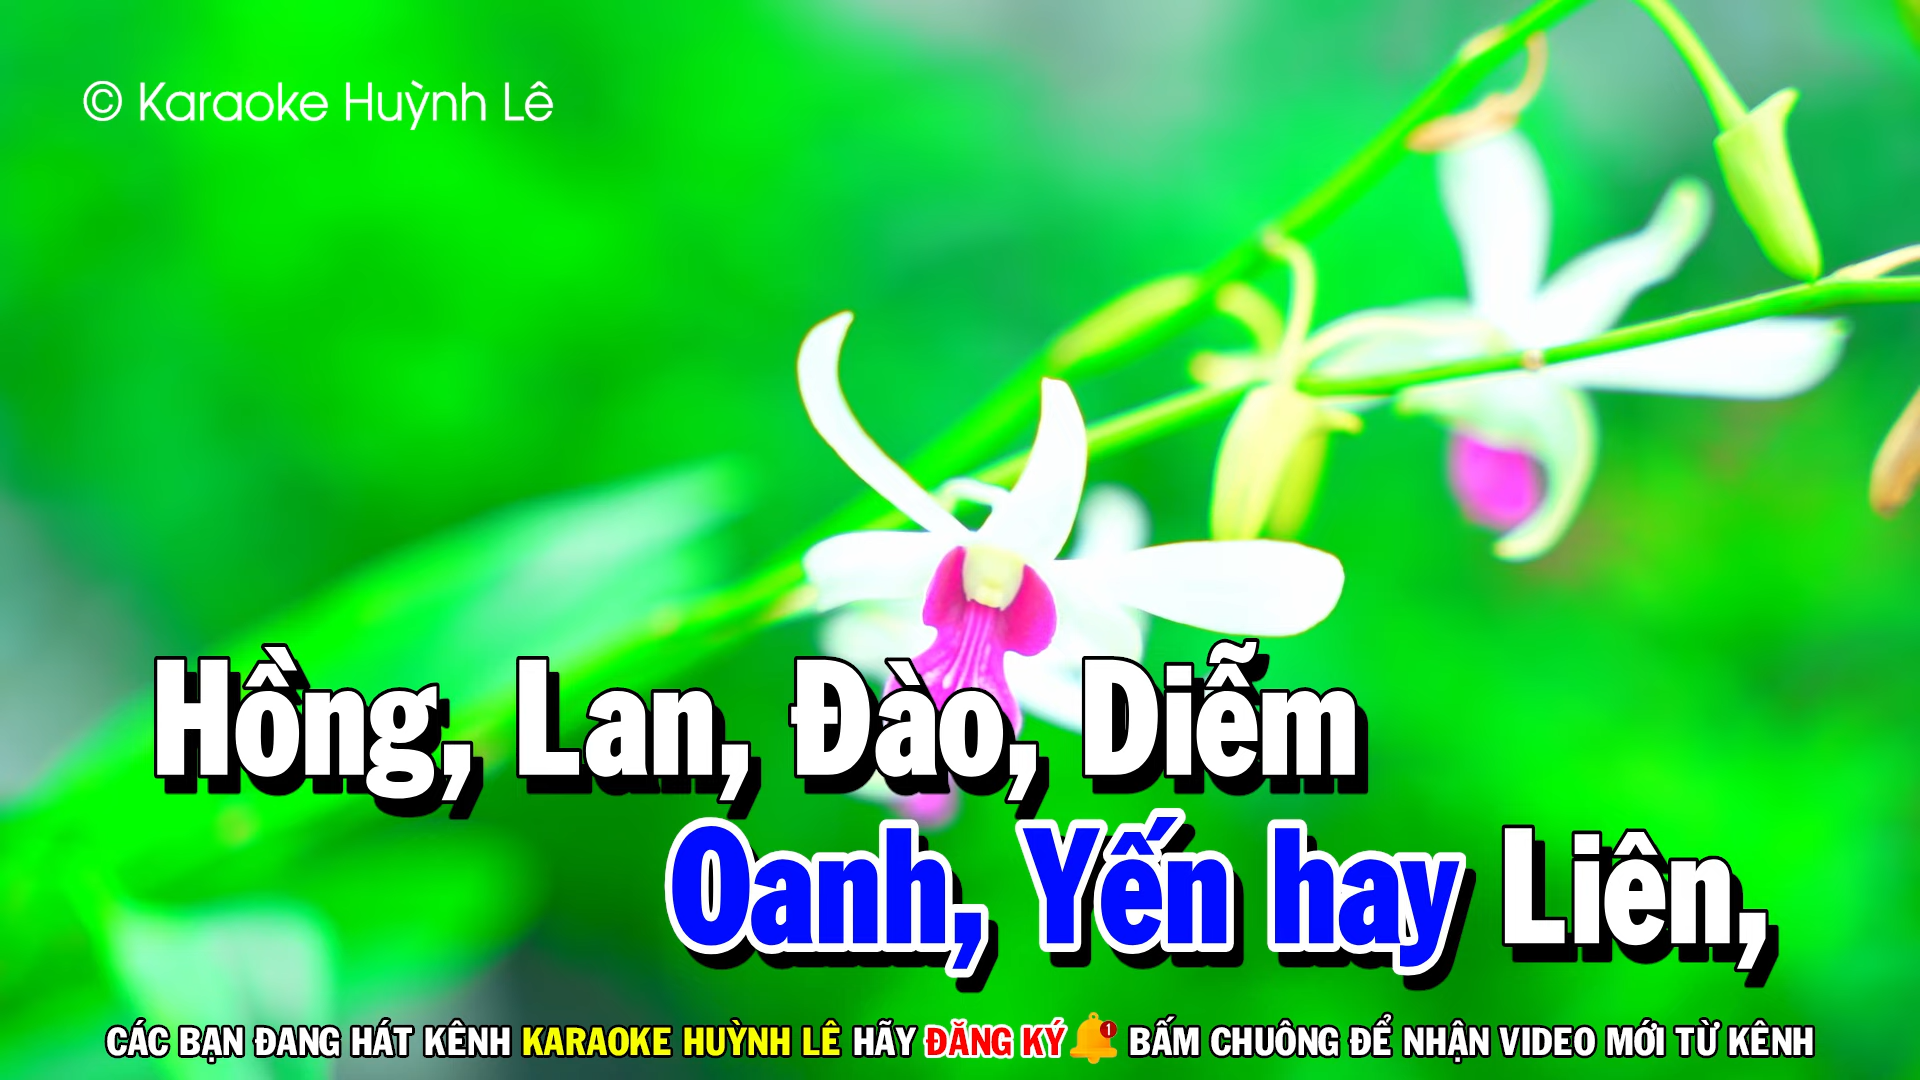 © Karaoke Huỳnh Lê
Hồng, Lan, Đào, Diễm
Oanh, Yến hay Liên,
CÁC BẠN ĐANG HÁT KÊNH KARAOKE HUỲNH LÊ HÃY ĐĂNG KÝ 1 BẤM CHUÔNG ĐỂ NHẬN VIDEO MỚI TỪ KÊNH